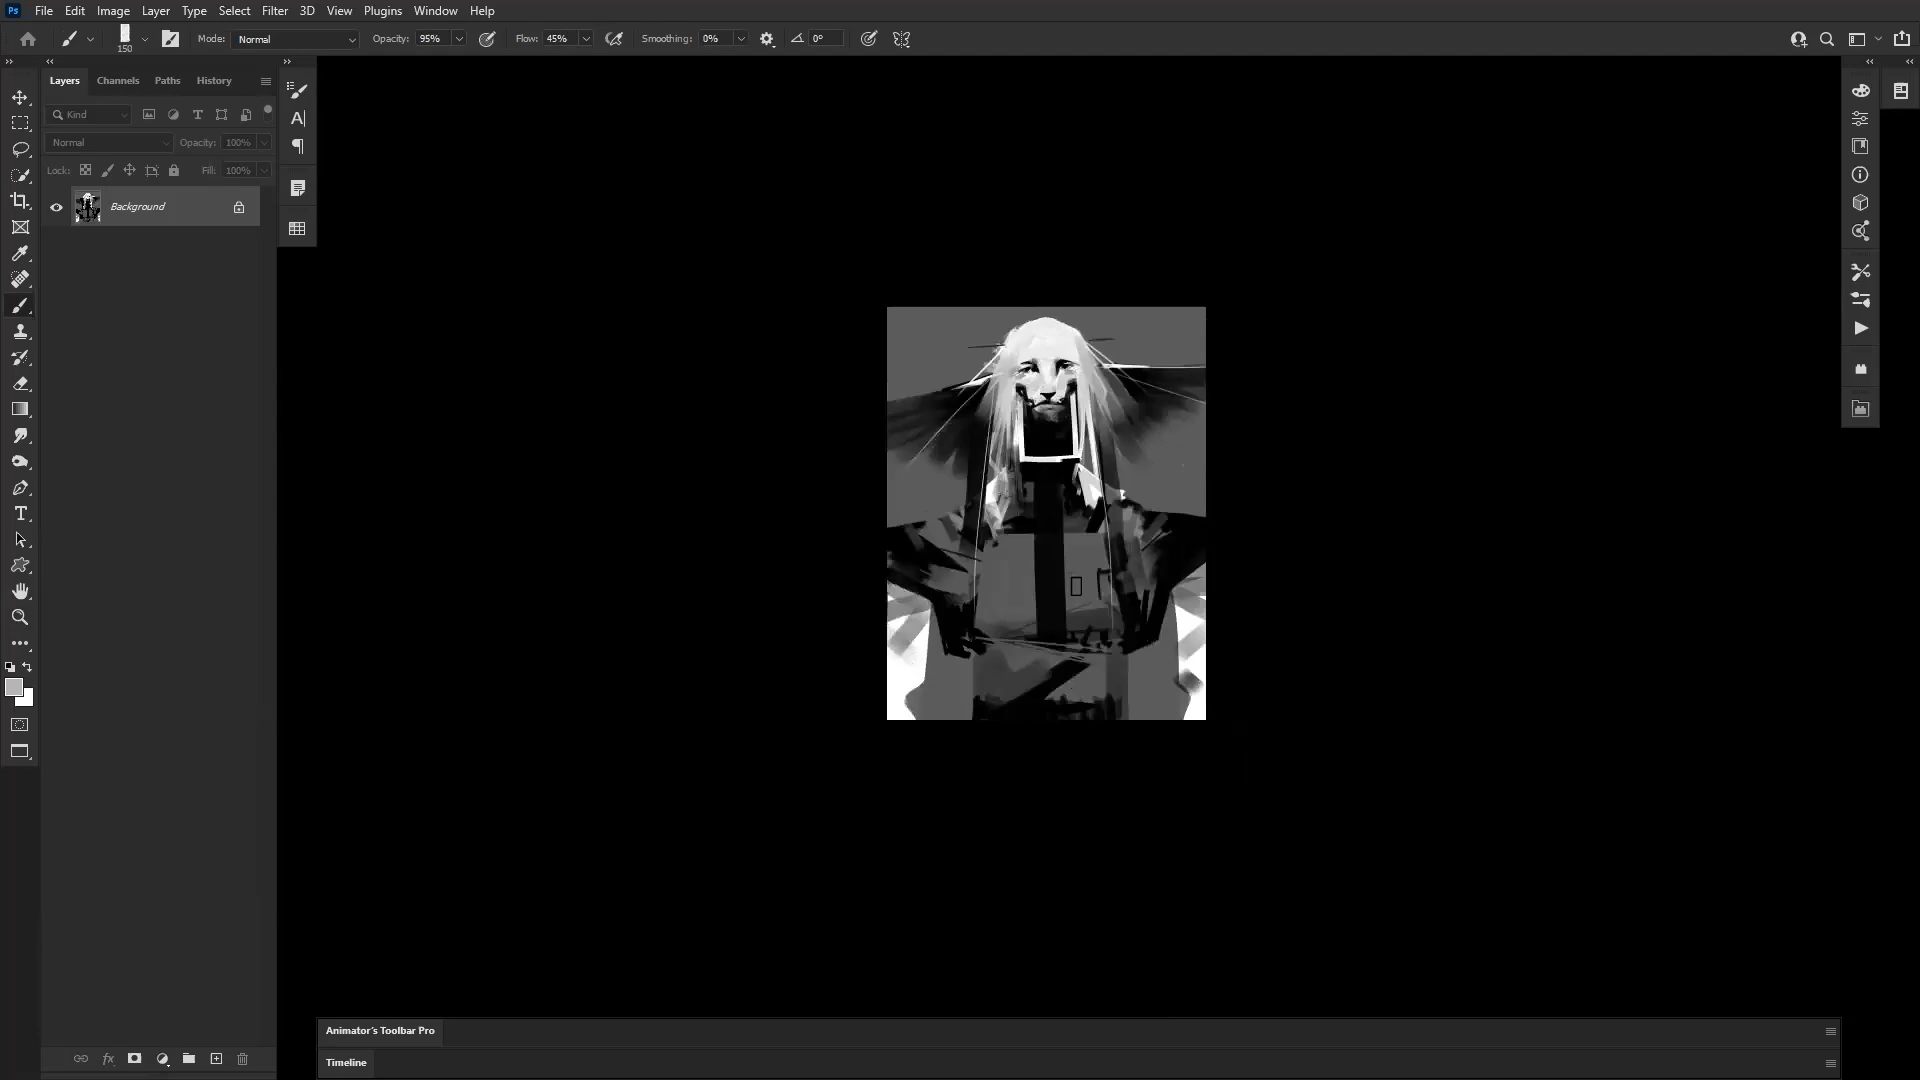 Ps File Edit Image Layer Type Select Filter 3D View Plugins Window Help
150 Mode: Normal Opacity: 95% Flow: 45% Smoothing: 0% 0°
Layers Channels Paths History
Kind
Normal Opacity: 100%
Lock: Fill: 100%
Background
fx
Animator's Toolbar Pro
Timeline